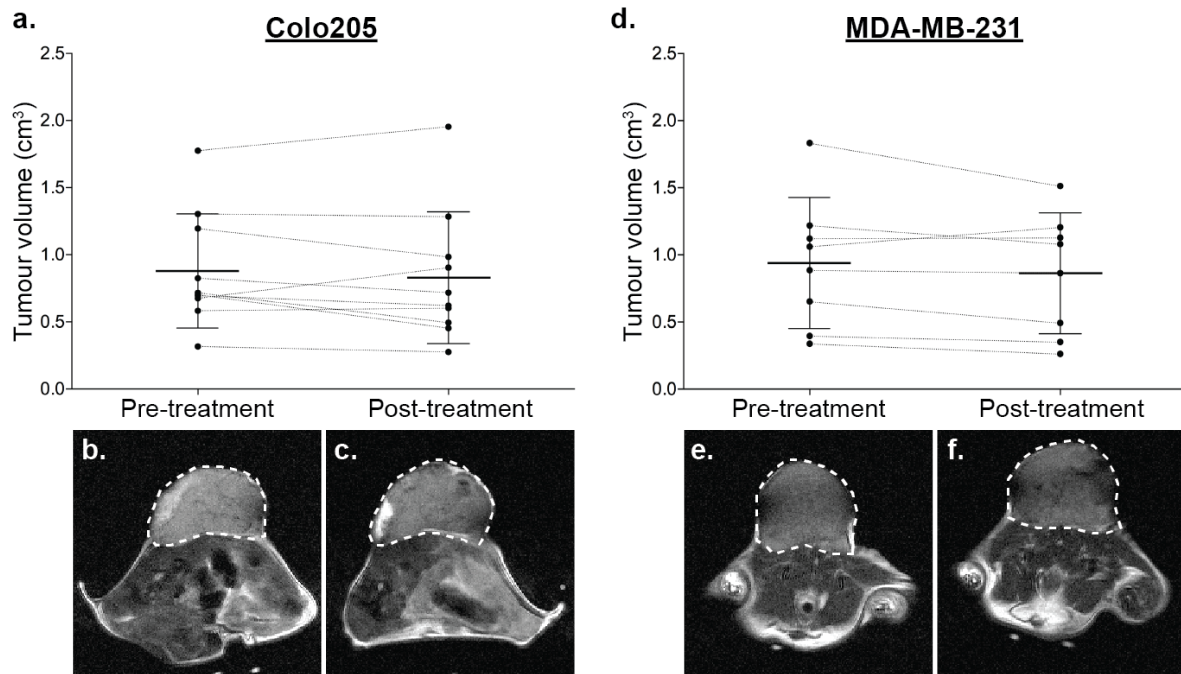 a.
Colo205
Tumour volume (cm³)
2.5
2.0
1.5
1.0
0.5
0.0
Pre-treatment
Post-treatment
b.
c.
d.
MDA-MB-231
Tumour volume (cm³)
2.5
2.0
1.5
1.0
0.5
0.0
Pre-treatment
Post-treatment
e.
f.